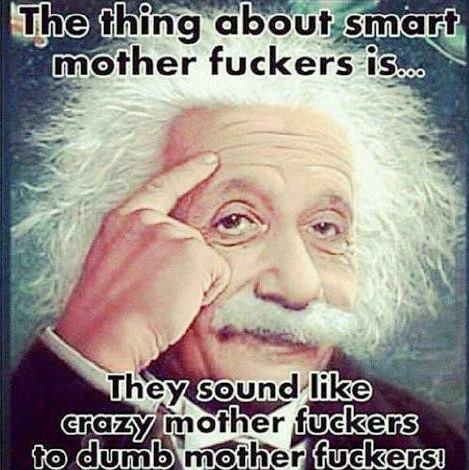 The thing about smart
mother fuckers is...
They sound like
crazy mother fuckers
to dumb mother fuckers!